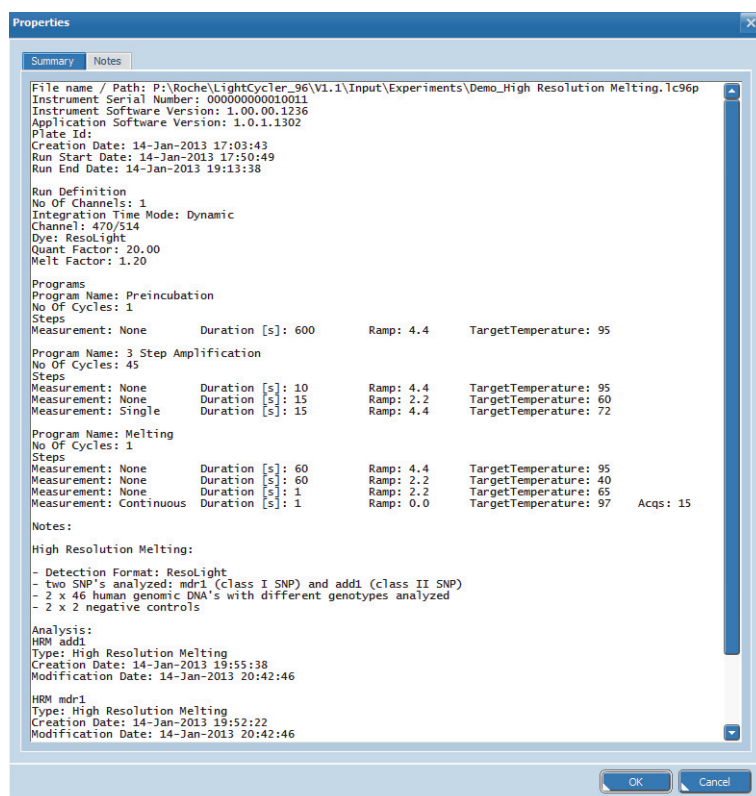 Properties
Summary Notes
File name / Path: P:\Roche\LightCycler_96\V1.1\Input\Experiments\Demo_High Resolution Melting.lc96p
Instrument Serial Number: 000000000010011
Instrument Software Version: 1.00.00.1236
Application Software Version: 1.0.1.1302
Plate Id:
Creation Date: 14-Jan-2013 17:03:43
Run Start Date: 14-Jan-2013 17:50:49
Run End Date: 14-Jan-2013 19:13:38
Run Definition
No Of Channels: 1
Integration Time Mode: Dynamic
Channel: 470/514
Dye: ResoLight
Quant Factor: 20.00
Melt Factor: 1.20
Programs
Program Name: Preincubation
No Of Cycles: 1
Steps
Measurement: None Duration [s]: 600 Ramp: 4.4 TargetTemperature: 95
Program Name: 3 Step Amplification
No Of Cycles: 45
Steps
Measurement: None Duration [s]: 10 Ramp: 4.4 TargetTemperature: 95
Measurement: None Duration [s]: 15 Ramp: 2.2 TargetTemperature: 60
Measurement: Single Duration [s]: 15 Ramp: 4.4 TargetTemperature: 72
Program Name: Melting
No Of Cycles: 1
Steps
Measurement: None Duration [s]: 60 Ramp: 4.4 TargetTemperature: 95
Measurement: None Duration [s]: 60 Ramp: 2.2 TargetTemperature: 40
Measurement: None Duration [s]: 1 Ramp: 2.2 TargetTemperature: 65
Measurement: Continuous Duration [s]: 1 Ramp: 0.0 TargetTemperature: 97 Acqs: 15
Notes:
High Resolution Melting:
- Detection Format: ResoLight
- two SNP's analyzed: mdr1 (class I SNP) and add1 (class II SNP)
- 2 x 46 human genomic DNA's with different genotypes analyzed
- 2 x 2 negative controls
Analysis:
HRM add1
Type: High Resolution Melting
Creation Date: 14-Jan-2013 19:55:38
Modification Date: 14-Jan-2013 20:42:46
HRM mdr1
Type: High Resolution Melting
Creation Date: 14-Jan-2013 19:52:22
Modification Date: 14-Jan-2013 20:42:46
OK Cancel